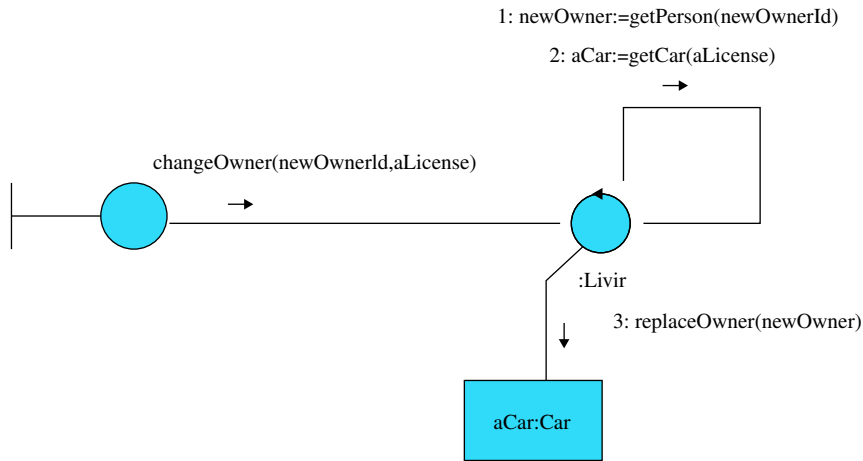 1: newOwner:=getPerson(newOwnerId)
2: aCar:=getCar(aLicense)
changeOwner(newOwnerId,aLicense)
:Livir
3: replaceOwner(newOwner)
aCar:Car